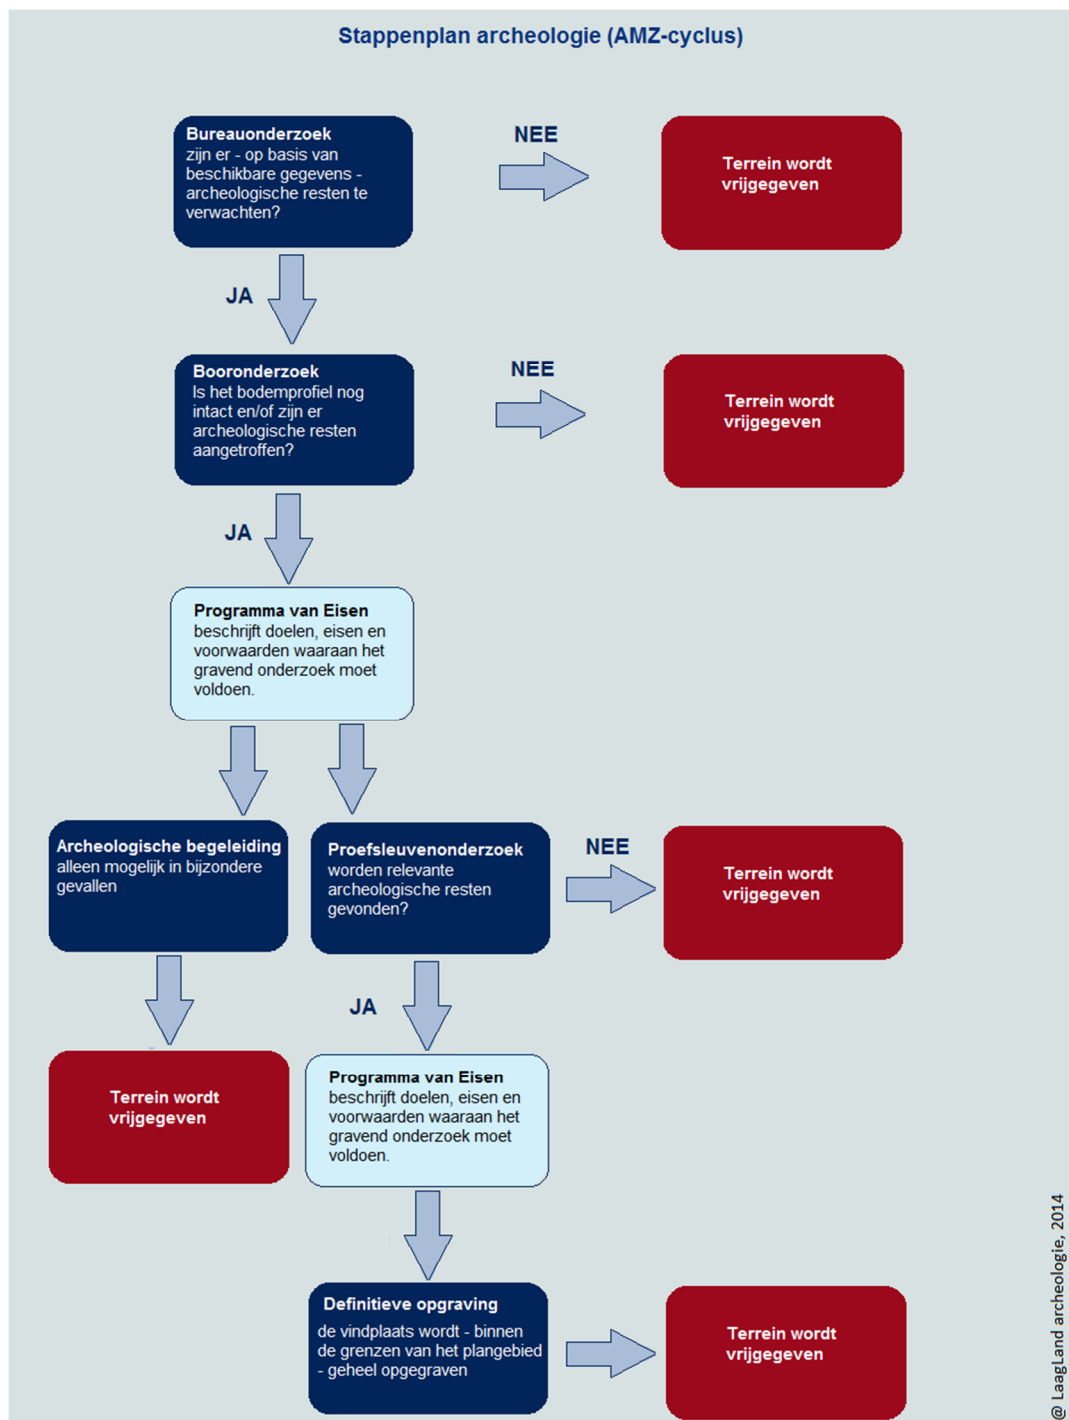 Stappenplan archeologie (AMZ-cyclus)
Bureauonderzoek
zijn er - op basis van
beschikbare gegevens -
archeologische resten te
verwachten?
NEE
Terrein wordt
vrijgegeven
JA
Booronderzoek
Is het bodemprofiel nog
intact en/of zijn er
archeologische resten
aangetroffen?
NEE
Terrein wordt
vrijgegeven
JA
Programma van Eisen
beschrijft doelen, eisen en
voorwaarden waaraan het
gravend onderzoek moet
voldoen.
Archeologische begeleiding
alleen mogelijk in bijzondere
gevallen
Proefsleuvenonderzoek
worden relevante
archeologische resten
gevonden?
NEE
Terrein wordt
vrijgegeven
JA
Terrein wordt
vrijgegeven
Programma van Eisen
beschrijft doelen, eisen en
voorwaarden waaraan het
gravend onderzoek moet
voldoen.
Definitieve opgraving
de vindplaats wordt - binnen
de grenzen van het plangebied
- geheel opgegraven
Terrein wordt
vrijgegeven
@ LaagLand archeologie, 2014